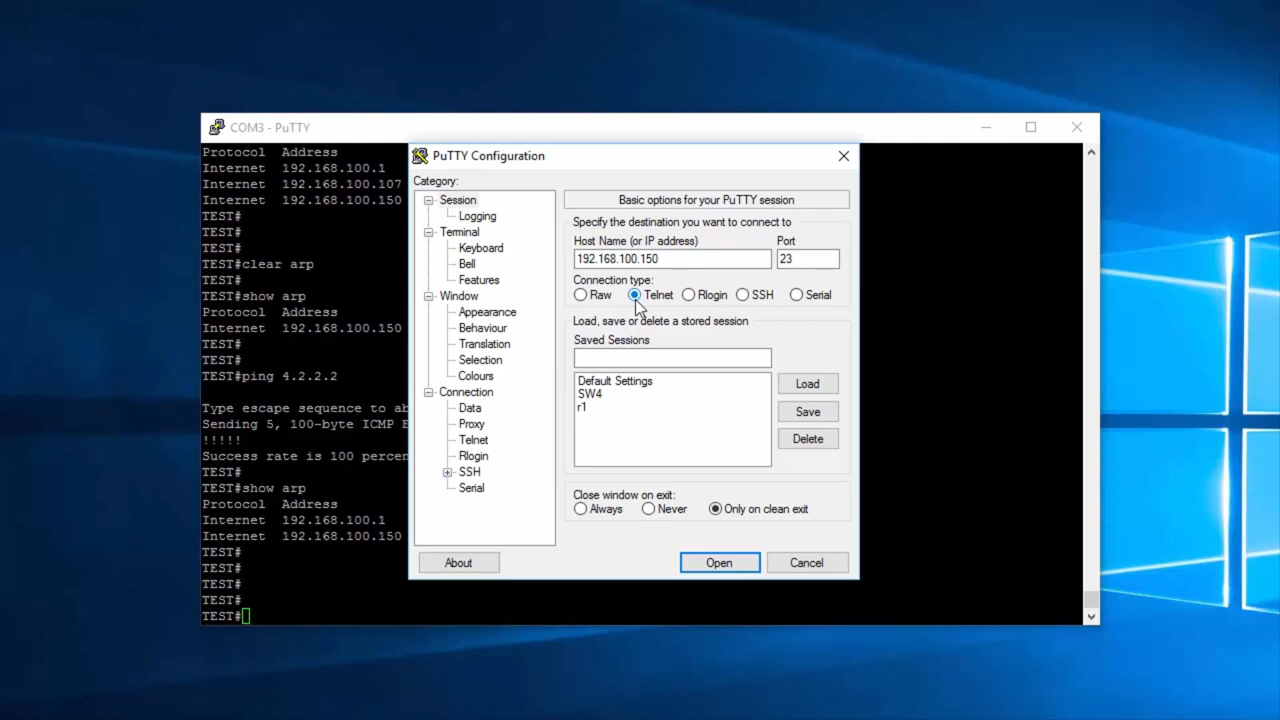 COM3 - PuTTY
Protocol  Address
Internet  192.168.100.1
Internet  192.168.100.107
Internet  192.168.100.150
TEST#
TEST#
TEST#
TEST#clear arp
TEST#
TEST#show arp
Protocol  Address
Internet  192.168.100.150
TEST#
TEST#
TEST#ping 4.2.2.2
Type escape sequence to ab
Sending 5, 100-byte ICMP E
!!!!!
Success rate is 100 percen
TEST#
TEST#show arp
Protocol  Address
Internet  192.168.100.1
Internet  192.168.100.150
TEST#
TEST#
TEST#
TEST#
TEST#
PuTTY Configuration
Category:
Session
Logging
Terminal
Keyboard
Bell
Features
Window
Appearance
Behaviour
Translation
Selection
Colours
Connection
Data
Proxy
Telnet
Rlogin
SSH
Serial
Basic options for your PuTTY session
Specify the destination you want to connect to
Host Name (or IP address) Port
192.168.100.150 23
Connection type:
Raw Telnet Rlogin SSH Serial
Load, save or delete a stored session
Saved Sessions
Default Settings
SW4
r1
Load
Save
Delete
Close window on exit:
Always Never Only on clean exit
About Open Cancel